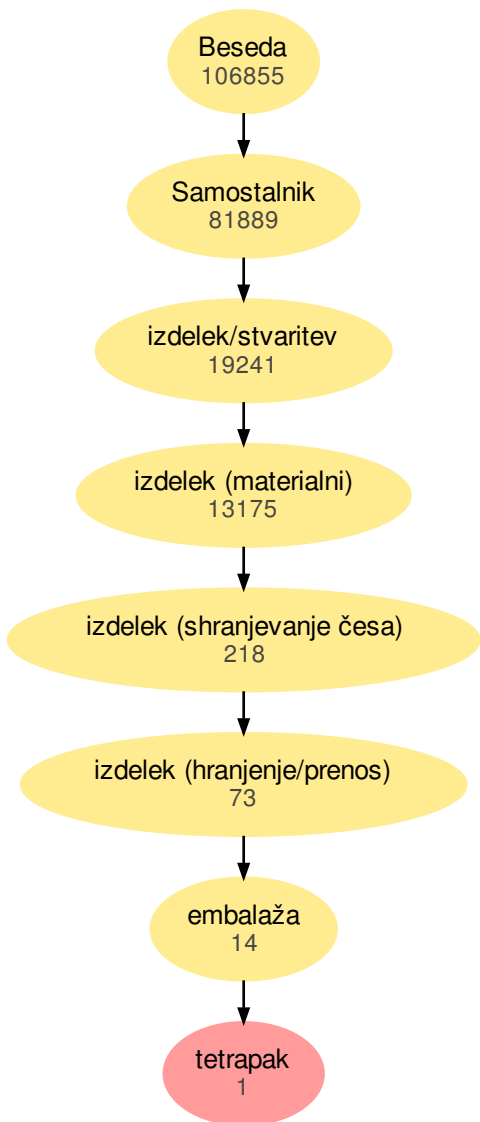 Beseda
106855
Samostalnik
81889
izdelek/stvaritev
19241
izdelek (materialni)
13175
izdelek (shranjevanje česa)
218
izdelek (hranjenje/prenos)
73
embalaža
14
tetrapak
1